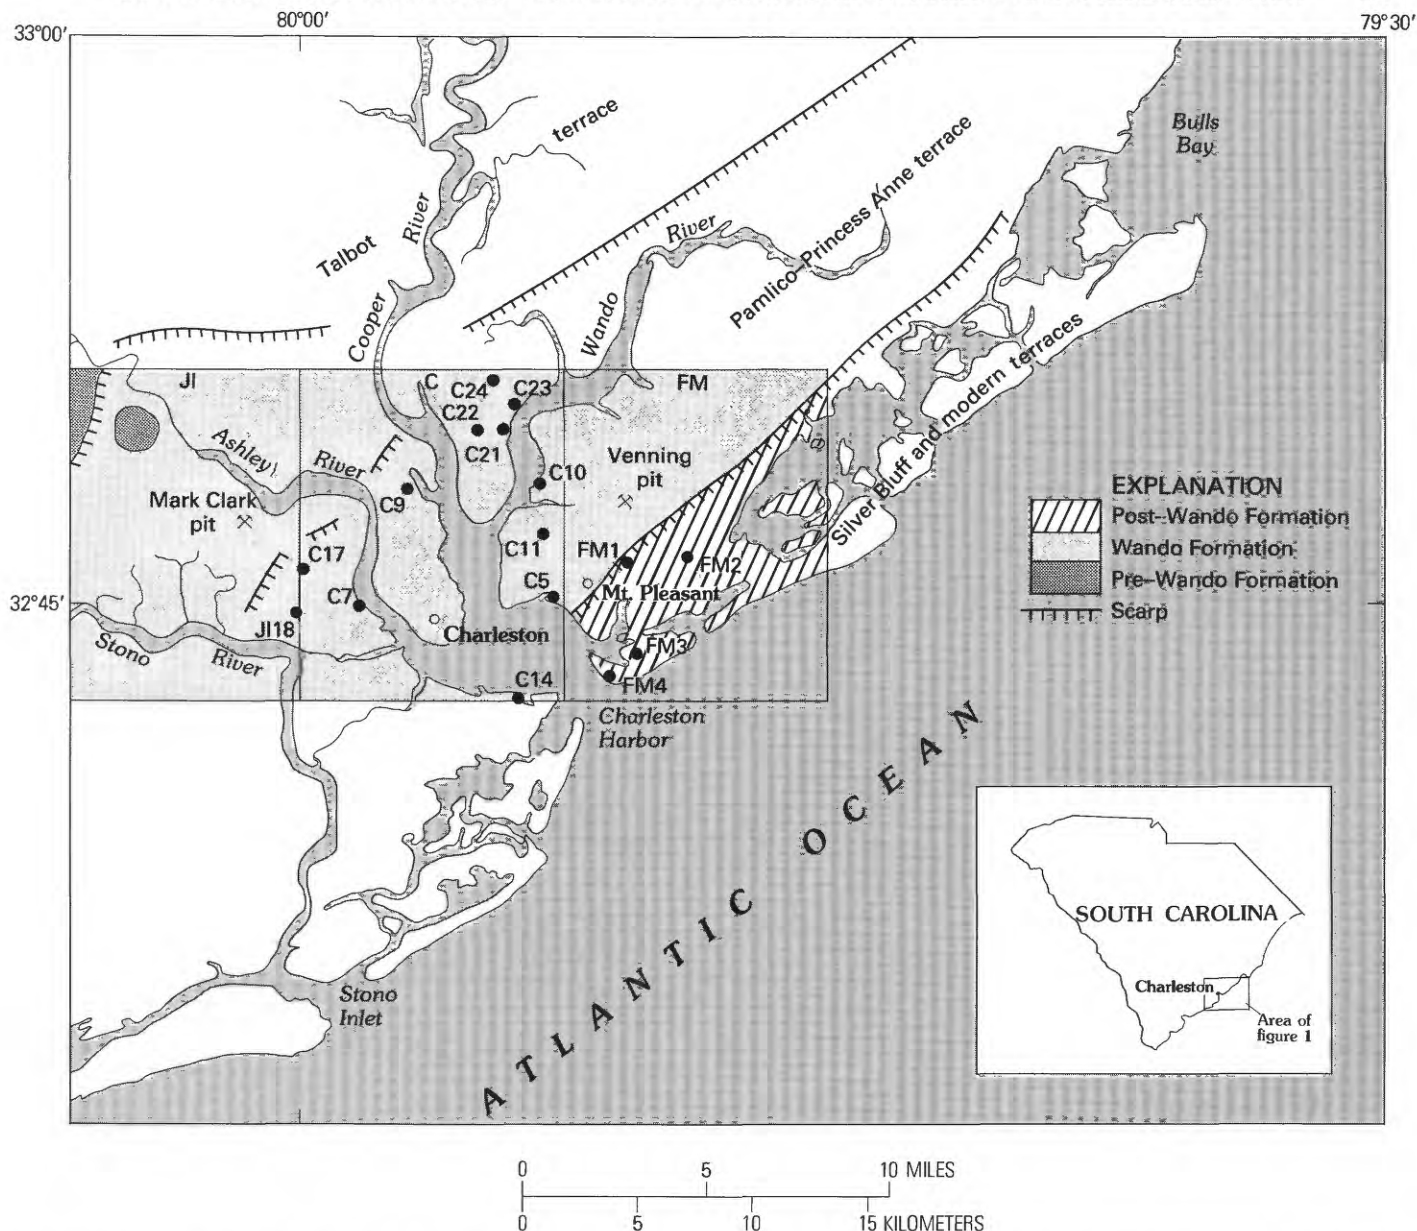 80°00′
79°30′
33°00′
Bulls
Bay
terrace
River
Talbot
Cooper
River
Wando
Pamlico–Princess Anne terrace
JI
C
FM
C24
C23
C22
C21
Ashley
River
C9
C10
Venning
pit
Mark Clark
pit
C17
C11
FM1
FM2
C5
Mt. Pleasant
C7
32°45′
JI18
Stono
River
Charleston
FM3
C14
FM4
Charleston
Harbor
Silver Bluff and modern terraces
EXPLANATION
Post-Wando Formation
Wando Formation
Pre-Wando Formation
Scarp
Stono
Inlet
ATLANTIC OCEAN
SOUTH CAROLINA
Charleston
Area of
figure 1
0 5 10 MILES
0 5 10 15 KILOMETERS